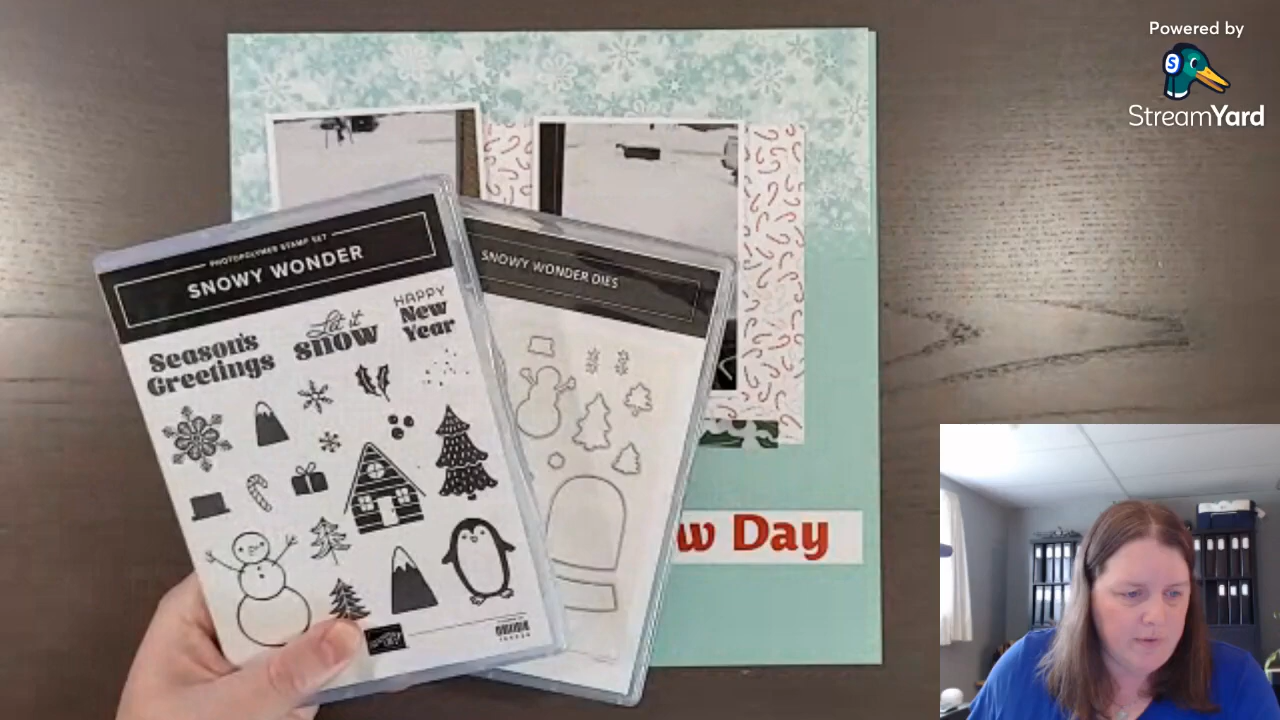 Powered by
StreamYard
PHOTOPOLYMER STAMP SET
SNOWY WONDER
SNOWY WONDER DIES
HAPPY
New
Year
Let it
snow
Season's
Greetings
w Day